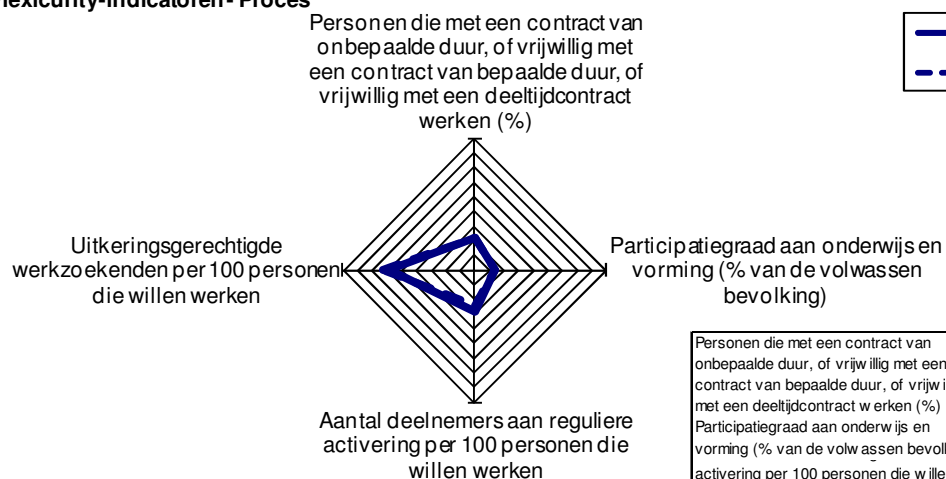 lexicurity-indicatoren - Proces
Personen die met een contract van
onbepaalde duur, of vrijwillig met
een contract van bepaalde duur, of
vrijwillig met een deeltijdcontract
werken (%)
Uitkeringsgerechtigde
werkzoekenden per 100 personen
die willen werken
Participatiegraad aan onderwijs en
vorming (% van de volwassen
bevolking)
Aantal deelnemers aan reguliere
activering per 100 personen die
willen werken
Personen die met een contract van
onbepaalde duur, of vrijwillig met een
contract van bepaalde duur, of vrijwi
met een deeltijdcontract werken (%)
Participatiegraad aan onderwijs en
vorming (% van de volwassen bevol
activering per 100 personen die wille